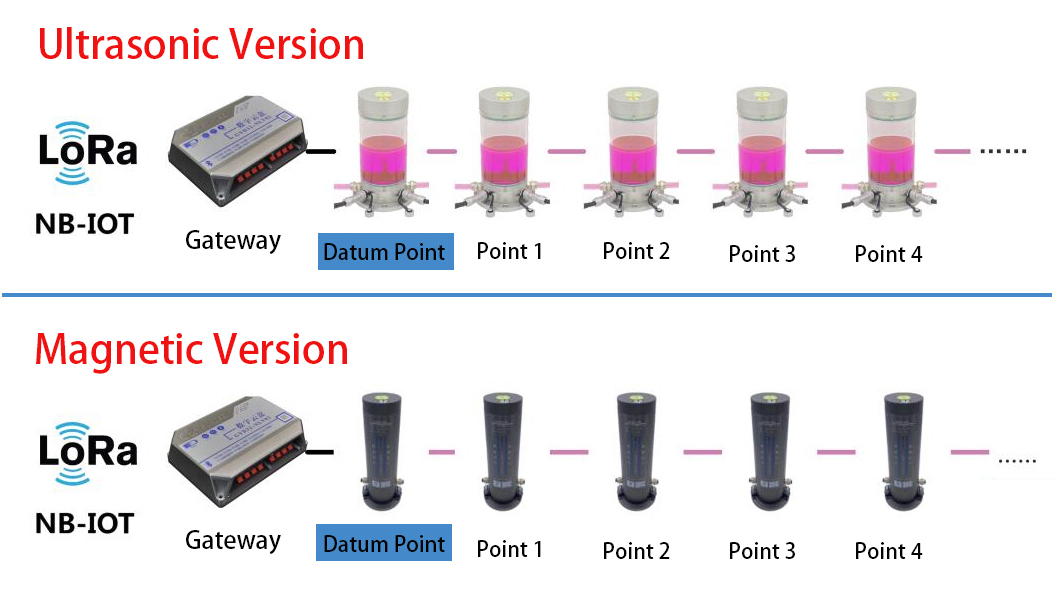 Ultrasonic Version
LoRa
NB-IOT
Gateway
Datum Point
Point 1
Point 2
Point 3
Point 4
......
Magnetic Version
LoRa
NB-IOT
Gateway
Datum Point
Point 1
Point 2
Point 3
Point 4
......